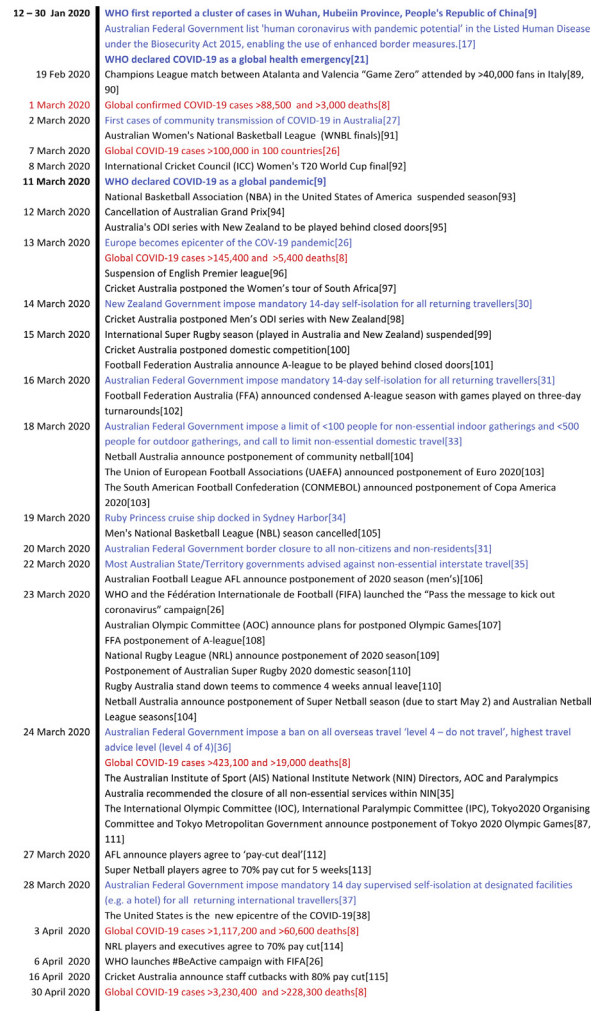 12 – 30 Jan 2020 WHO first reported a cluster of cases in Wuhan, Hubeiin Province, People's Republic of China[9]
Australian Federal Government list 'human coronavirus with pandemic potential' in the Listed Human Disease
under the Biosecurity Act 2015, enabling the use of enhanced border measures.[17]
WHO declared COVID-19 as a global health emergency[21]
19 Feb 2020 Champions League match between Atalanta and Valencia "Game Zero" attended by >40,000 fans in Italy[89,
90]
1 March 2020 Global confirmed COVID-19 cases >88,500 and >3,000 deaths[8]
2 March 2020 First cases of community transmission of COVID-19 in Australia[27]
Australian Women's National Basketball League (WNBL finals)[91]
7 March 2020 Global COVID-19 cases >100,000 in 100 countries[26]
8 March 2020 International Cricket Council (ICC) Women's T20 World Cup final[92]
11 March 2020 WHO declared COVID-19 as a global pandemic[9]
National Basketball Association (NBA) in the United States of America suspended season[93]
12 March 2020 Cancellation of Australian Grand Prix[94]
Australia's ODI series with New Zealand to be played behind closed doors[95]
13 March 2020 Europe becomes epicenter of the COV-19 pandemic[26]
Global COVID-19 cases >145,400 and >5,400 deaths[8]
Suspension of English Premier league[96]
Cricket Australia postponed the Women's tour of South Africa[97]
14 March 2020 New Zealand Government impose mandatory 14-day self-isolation for all returning travellers[30]
Cricket Australia postponed Men's ODI series with New Zealand[98]
15 March 2020 International Super Rugby season (played in Australia and New Zealand) suspended[99]
Cricket Australia postponed domestic competition[100]
Football Federation Australia announce A-league to be played behind closed doors[101]
16 March 2020 Australian Federal Government impose mandatory 14-day self-isolation for all returning travellers[31]
Football Federation Australia (FFA) announced condensed A-league season with games played on three-day
turnarounds[102]
18 March 2020 Australian Federal Government impose a limit of <100 people for non-essential indoor gatherings and <500
people for outdoor gatherings, and call to limit non-essential domestic travel[33]
Netball Australia announce postponement of community netball[104]
The Union of European Football Associations (UAEFA) announced postponement of Euro 2020[103]
The South American Football Confederation (CONMEBOL) announced postponement of Copa America
2020[103]
19 March 2020 Ruby Princess cruise ship docked in Sydney Harbor[34]
Men's National Basketball League (NBL) season cancelled[105]
20 March 2020 Australian Federal Government border closure to all non-citizens and non-residents[31]
22 March 2020 Most Australian State/Territory governments advised against non-essential interstate travel[35]
Australian Football League AFL announce postponement of 2020 season (men's)[106]
23 March 2020 WHO and the Fédération Internationale de Football (FIFA) launched the "Pass the message to kick out
coronavirus" campaign[26]
Australian Olympic Committee (AOC) announce plans for postponed Olympic Games[107]
FFA postponement of A-league[108]
National Rugby League (NRL) announce postponement of 2020 season[109]
Postponement of Australian Super Rugby 2020 domestic season[110]
Rugby Australia stand down teems to commence 4 weeks annual leave[110]
Netball Australia announce postponement of Super Netball season (due to start May 2) and Australian Netball
League seasons[104]
24 March 2020 Australian Federal Government impose a ban on all overseas travel 'level 4 – do not travel', highest travel
advice level (level 4 of 4)[36]
Global COVID-19 cases >423,100 and >19,000 deaths[8]
The Australian Institute of Sport (AIS) National Institute Network (NIN) Directors, AOC and Paralympics
Australia recommended the closure of all non-essential services within NIN[35]
The International Olympic Committee (IOC), International Paralympic Committee (IPC), Tokyo2020 Organising
Committee and Tokyo Metropolitan Government announce postponement of Tokyo 2020 Olympic Games[87,
111]
27 March 2020 AFL announce players agree to 'pay-cut deal'[112]
Super Netball players agree to 70% pay cut for 5 weeks[113]
28 March 2020 Australian Federal Government impose mandatory 14 day supervised self-isolation at designated facilities
(e.g. a hotel) for all returning international travellers[37]
The United States is the new epicentre of the COVID-19[38]
3 April 2020 Global COVID-19 cases >1,117,200 and >60,600 deaths[8]
NRL players and executives agree to 70% pay cut[114]
6 April 2020 WHO launches #BeActive campaign with FIFA[26]
16 April 2020 Cricket Australia announce staff cutbacks with 80% pay cut[115]
30 April 2020 Global COVID-19 cases >3,230,400 and >228,300 deaths[8]